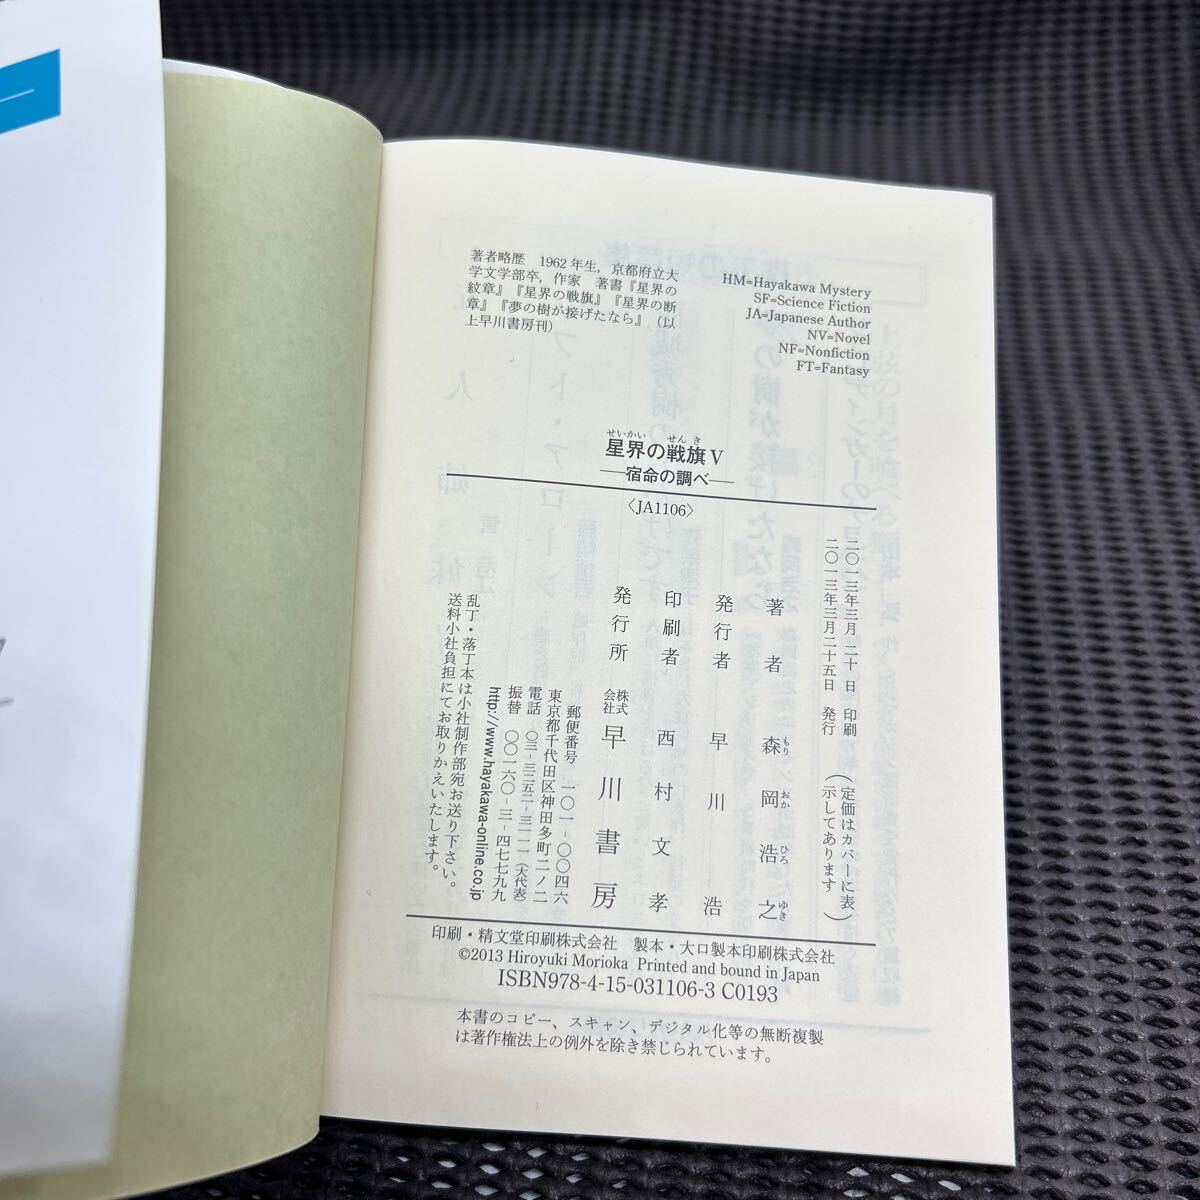 著者略歴　1962年生，京都府立大
学文学部卒，作家　著書『星界の
紋章』『星界の戦旗』『星界の断
章』『夢の樹が接げたなら』（以
上早川書房刊）
HM=Hayakawa Mystery
SF=Science Fiction
JA=Japanese Author
NV=Novel
NF=Nonfiction
FT=Fantasy
せいかい　せんき
星界の戦旗Ⅴ
―宿命の調べ―
〈JA1106〉
二〇一三年三月二十日　印刷
二〇一三年三月二十五日　発行
（定価はカバーに表示してあります）
著者　森岡浩之
もり　おか　ひろ　ゆき
発行者　早川　浩
印刷者　西村文孝
発行所　株式会社　早川書房
郵便番号　一〇一-〇〇四六
東京都千代田区神田多町二ノ二
電話　〇三-三二五二-三一一一（大代表）
振替　〇〇一六〇-三-四七七九九
http://www.hayakawa-online.co.jp
乱丁・落丁本は小社制作部宛お送り下さい。
送料小社負担にてお取りかえいたします。
印刷・精文堂印刷株式会社　製本・大口製本印刷株式会社
©2013 Hiroyuki Morioka　Printed and bound in Japan
ISBN978-4-15-031106-3 C0193
本書のコピー、スキャン、デジタル化等の無断複製
は著作権法上の例外を除き禁じられています。